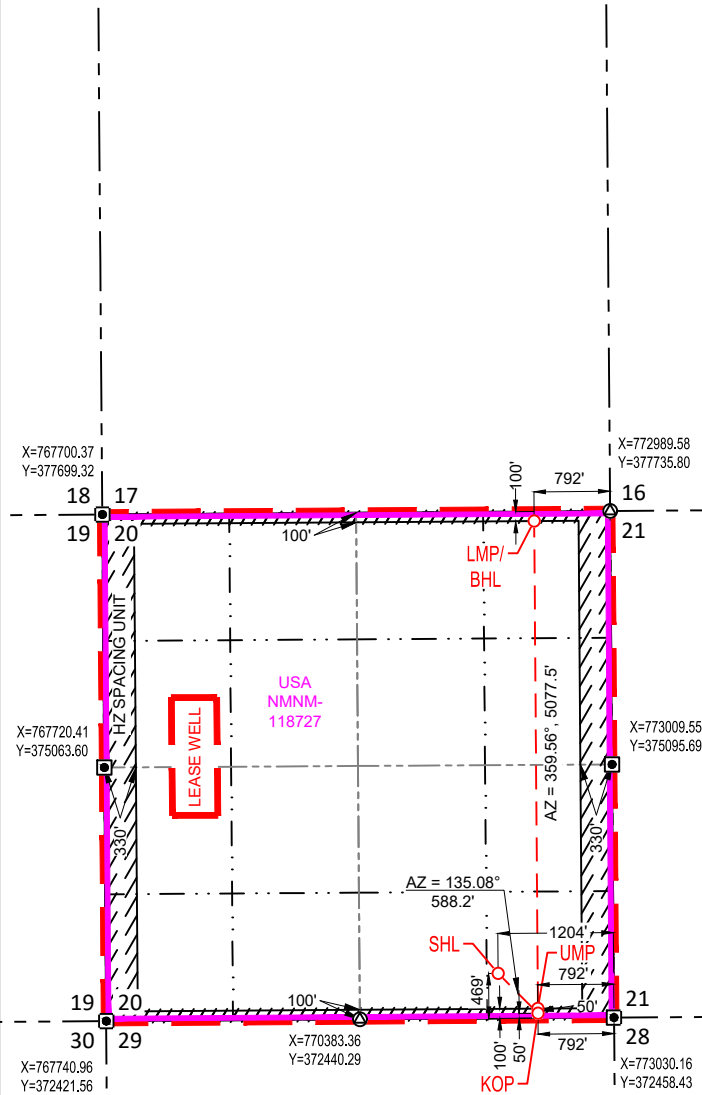 X=767700.37
Y=377699.32
X=772989.58
Y=377735.80
18 17
16
19 20
21
100'
792'
100'
LMP/
BHL
HZ SPACING UNIT
USA
NMNM-
118727
LEASE WELL
AZ = 359.56°, 5077.5'
X=767720.41
Y=375063.60
X=773009.55
Y=375095.69
330'
330'
AZ = 135.08°
588.2'
1204'
SHL
UMP
792'
469'
50'
100'
19 20
21
30 29
28
100'
50'
792'
KOP
X=770383.36
Y=372440.29
X=767740.96
Y=372421.56
X=773030.16
Y=372458.43